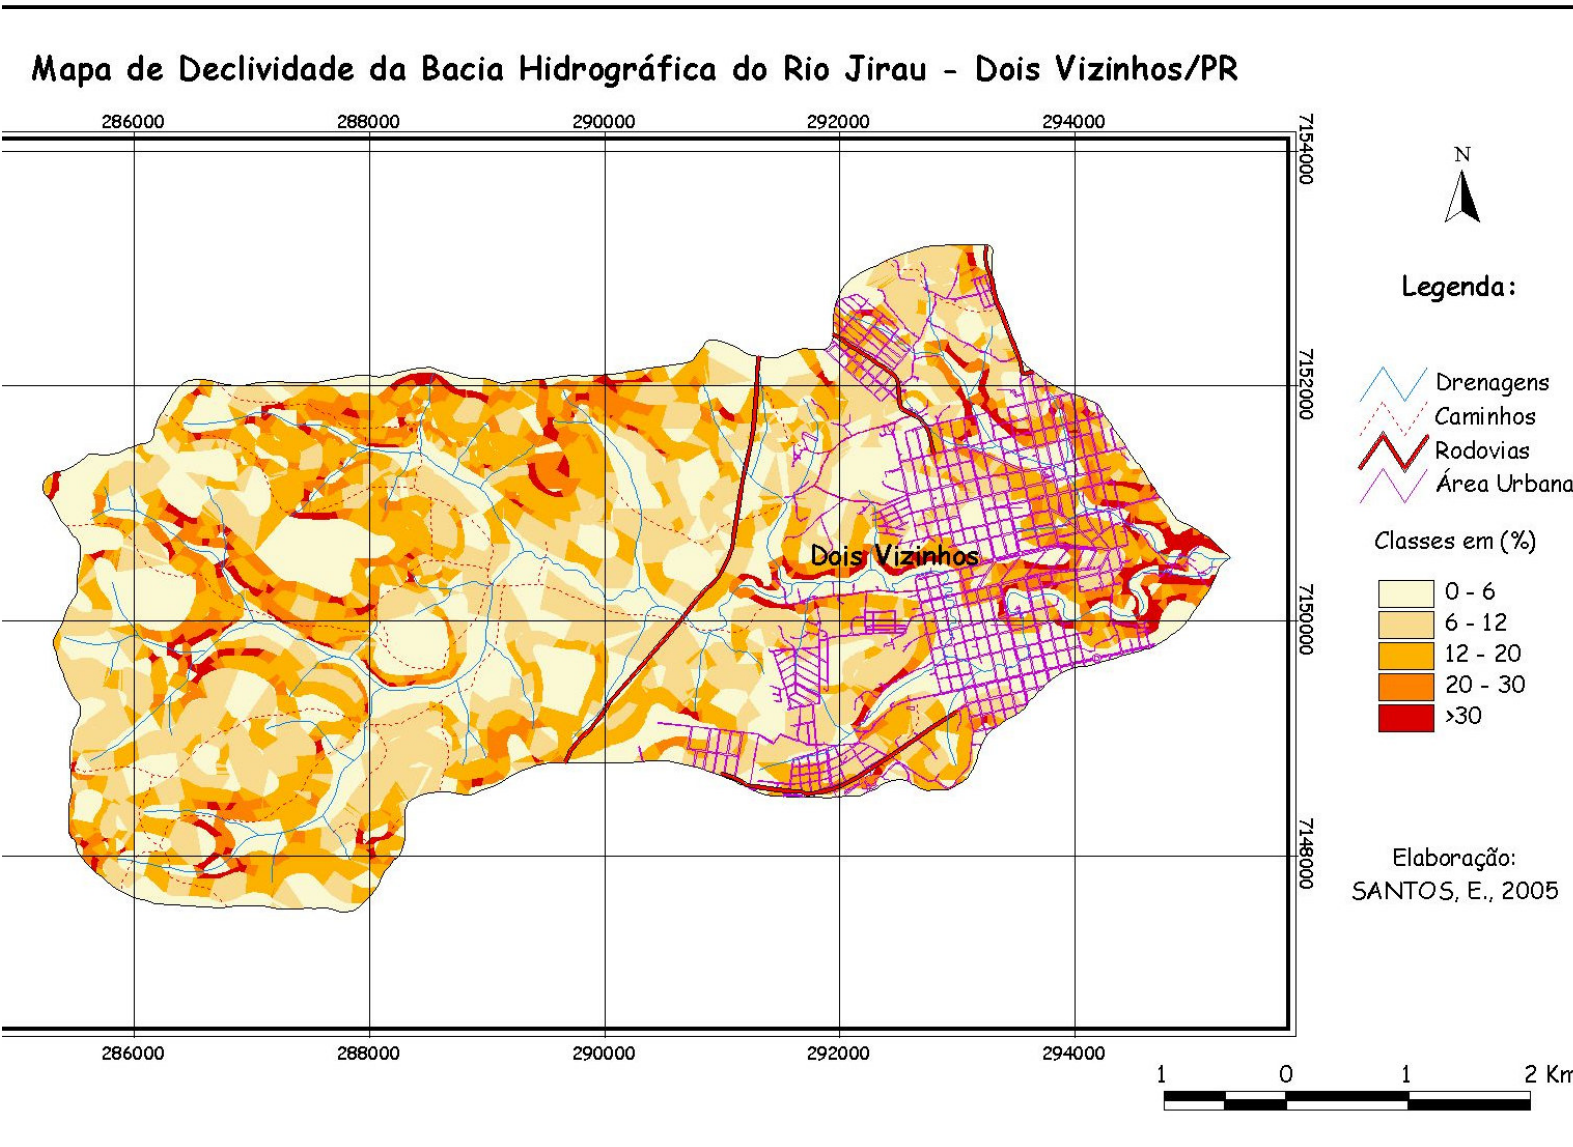 Mapa de Declividade da Bacia Hidrográfica do Rio Jirau - Dois Vizinhos/PR
286000 288000 290000 292000 294000
7154000
N
Legenda:
7152000
Drenagens
Caminhos
Rodovias
Área Urbana
Classes em (%)
Dois Vizinhos
0 - 6
6 - 12
7150000
12 - 20
20 - 30
>30
7148000
Elaboração:
SANTOS, E., 2005
286000 288000 290000 292000 294000
1 0 1 2 Km